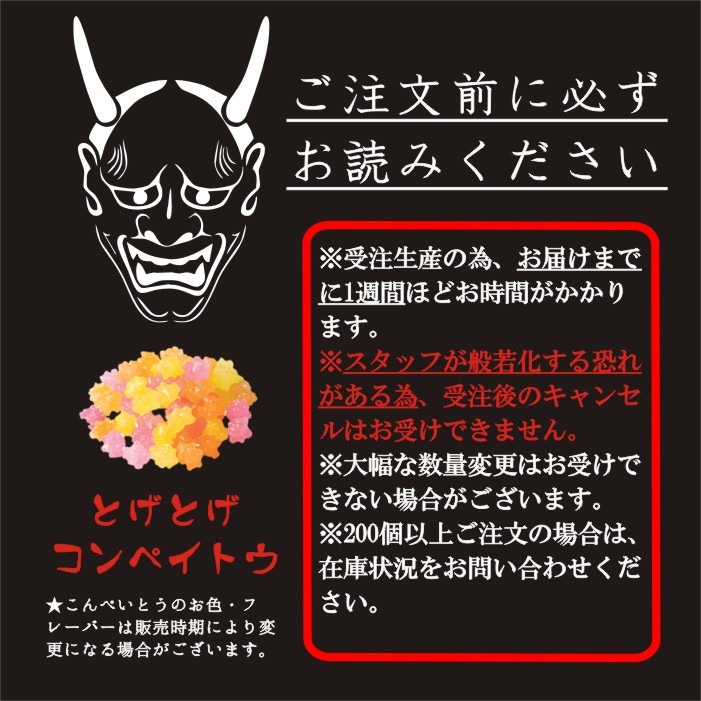 ご注文前に必ず
お読みください
※受注生産の為、お届けまで
に1週間ほどお時間がかかり
ます。
※スタッフが般若化する恐れ
がある為、受注後のキャンセ
ルはお受けできません。
※大幅な数量変更はお受けで
きない場合がございます。
※200個以上ご注文の場合は、
在庫状況をお問い合わせくだ
さい。
とげとげ
コンペイトウ
★こんぺいとうのお色・フ
レーバーは販売時期により変
更になる場合がございます。